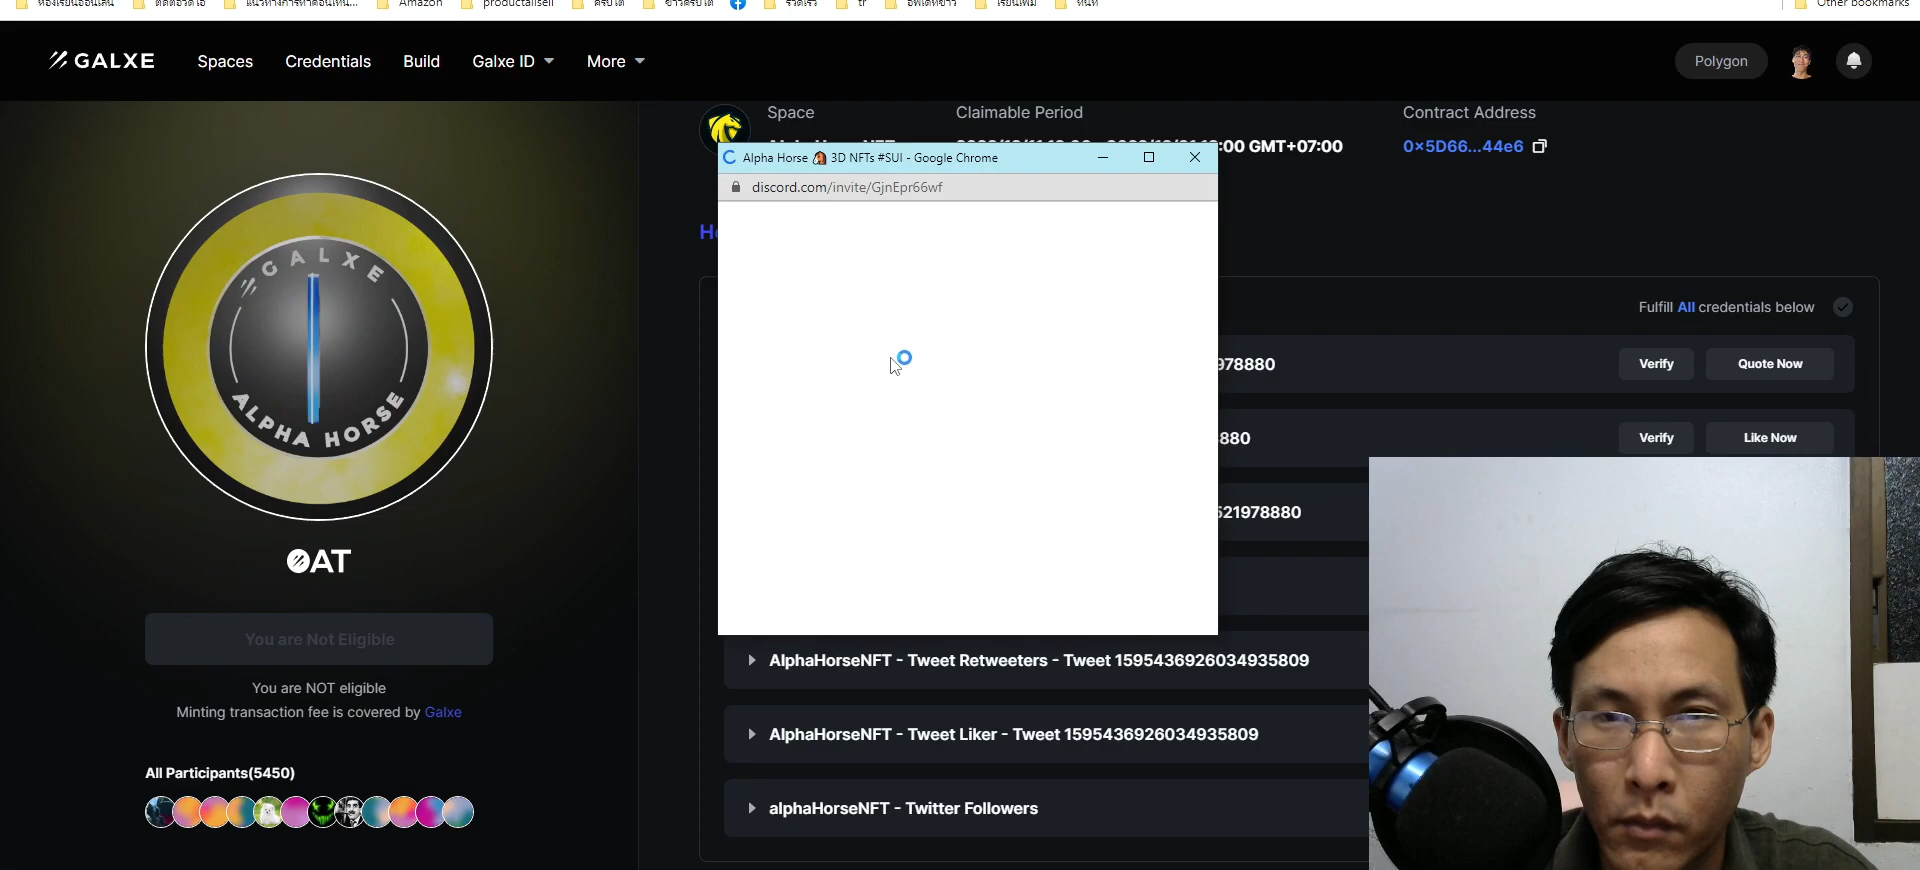 Amazon
productallsell
Other bookmarks
GALXE
Spaces
Credentials
Build
Galxe ID
More
Polygon
Space
Claimable Period
Contract Address
:00 GMT+07:00
0x5D66...44e6
Alpha Horse 🐴 3D NFTs #SUI - Google Chrome
discord.com/invite/GjnEpr66wf
GALXE
ALPHA HORSE
OAT
You are Not Eligible
You are NOT eligible
Minting transaction fee is covered by Galxe
All Participants(5450)
Fulfill All credentials below
978880
Verify
Quote Now
880
Verify
Like Now
521978880
AlphaHorseNFT - Tweet Retweeters - Tweet 1595436926034935809
AlphaHorseNFT - Tweet Liker - Tweet 1595436926034935809
alphaHorseNFT - Twitter Followers